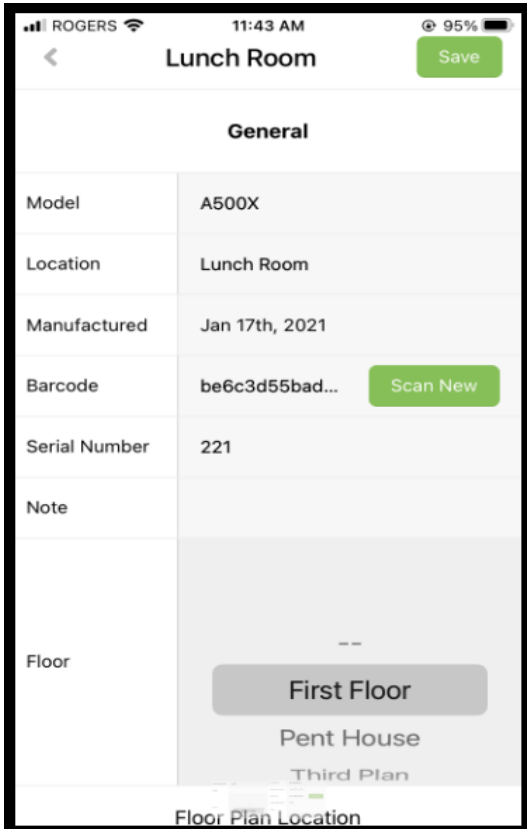 ROGERS 11:43 AM 95%
Lunch Room Save
General
Model A500X
Location Lunch Room
Manufactured Jan 17th, 2021
Barcode be6c3d55bad... Scan New
Serial Number 221
Note
--
Floor First Floor
Pent House
Third Plan
Floor Plan Location